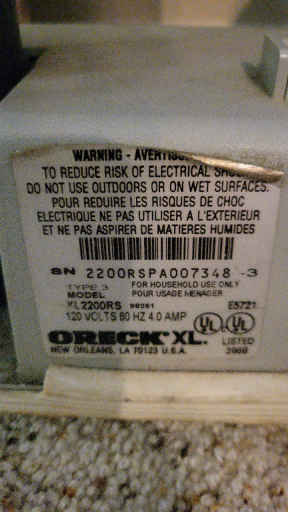 WARNING - AVERTISS
TO REDUCE RISK OF ELECTRICAL SHOCK
DO NOT USE OUTDOORS OR ON WET SURFACES.
POUR REDUIRE LES RISQUES DE CHOC
ELECTRIQUE NE PAS UTILISER A L'EXTERIEUR
ET NE PAS ASPIRER DE MATIERES HUMIDES
SN 2200RSPA007348 -3
TYPE 3 FOR HOUSEHOLD USE ONLY
MODEL POUR USAGE MENAGER
XL2200RS E5721
120 VOLTS 60 HZ 4.0 AMP
UL UL
ORECK XL. LISTED
NEW ORLEANS, LA 70123 U.S.A.